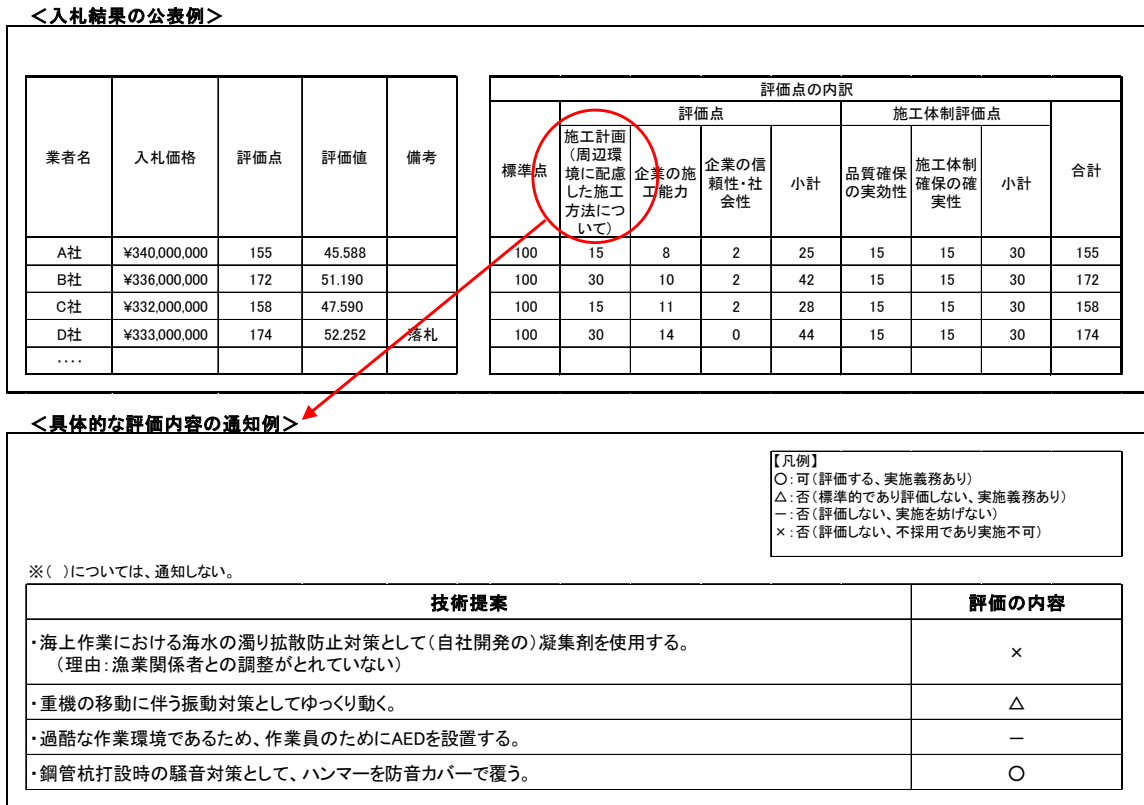 ＜入札結果の公表例＞
業者名 入札価格 評価点 評価値 備考
A社 ¥340,000,000 155 45.588
B社 ¥336,000,000 172 51.190
C社 ¥332,000,000 158 47.590
D社 ¥333,000,000 174 52.252 落札
‥‥
評価点の内訳
標準点 評価点 施工体制評価点 合計
施工計画
（周辺環
境に配慮
した施工
方法につ
いて）
企業の施
工能力
企業の信
頼性・社
会性
小計
品質確保
の実効性
施工体制
確保の確
実性
小計
100 15 8 2 25 15 15 30 155
100 30 10 2 42 15 15 30 172
100 15 11 2 28 15 15 30 158
100 30 14 0 44 15 15 30 174
＜具体的な評価内容の通知例＞
【凡例】
○：可（評価する、実施義務あり）
△：否（標準的であり評価しない、実施義務あり）
－：否（評価しない、実施を妨げない）
×：否（評価しない、不採用であり実施不可）
※（ ）については、通知しない。
技術提案 評価の内容
・海上作業における海水の濁り拡散防止対策として（自社開発の）凝集剤を使用する。
（理由：漁業関係者との調整がとれていない）
×
・重機の移動に伴う振動対策としてゆっくり動く。 △
・過酷な作業環境であるため、作業員のためにAEDを設置する。 －
・鋼管杭打設時の騒音対策として、ハンマーを防音カバーで覆う。 ○